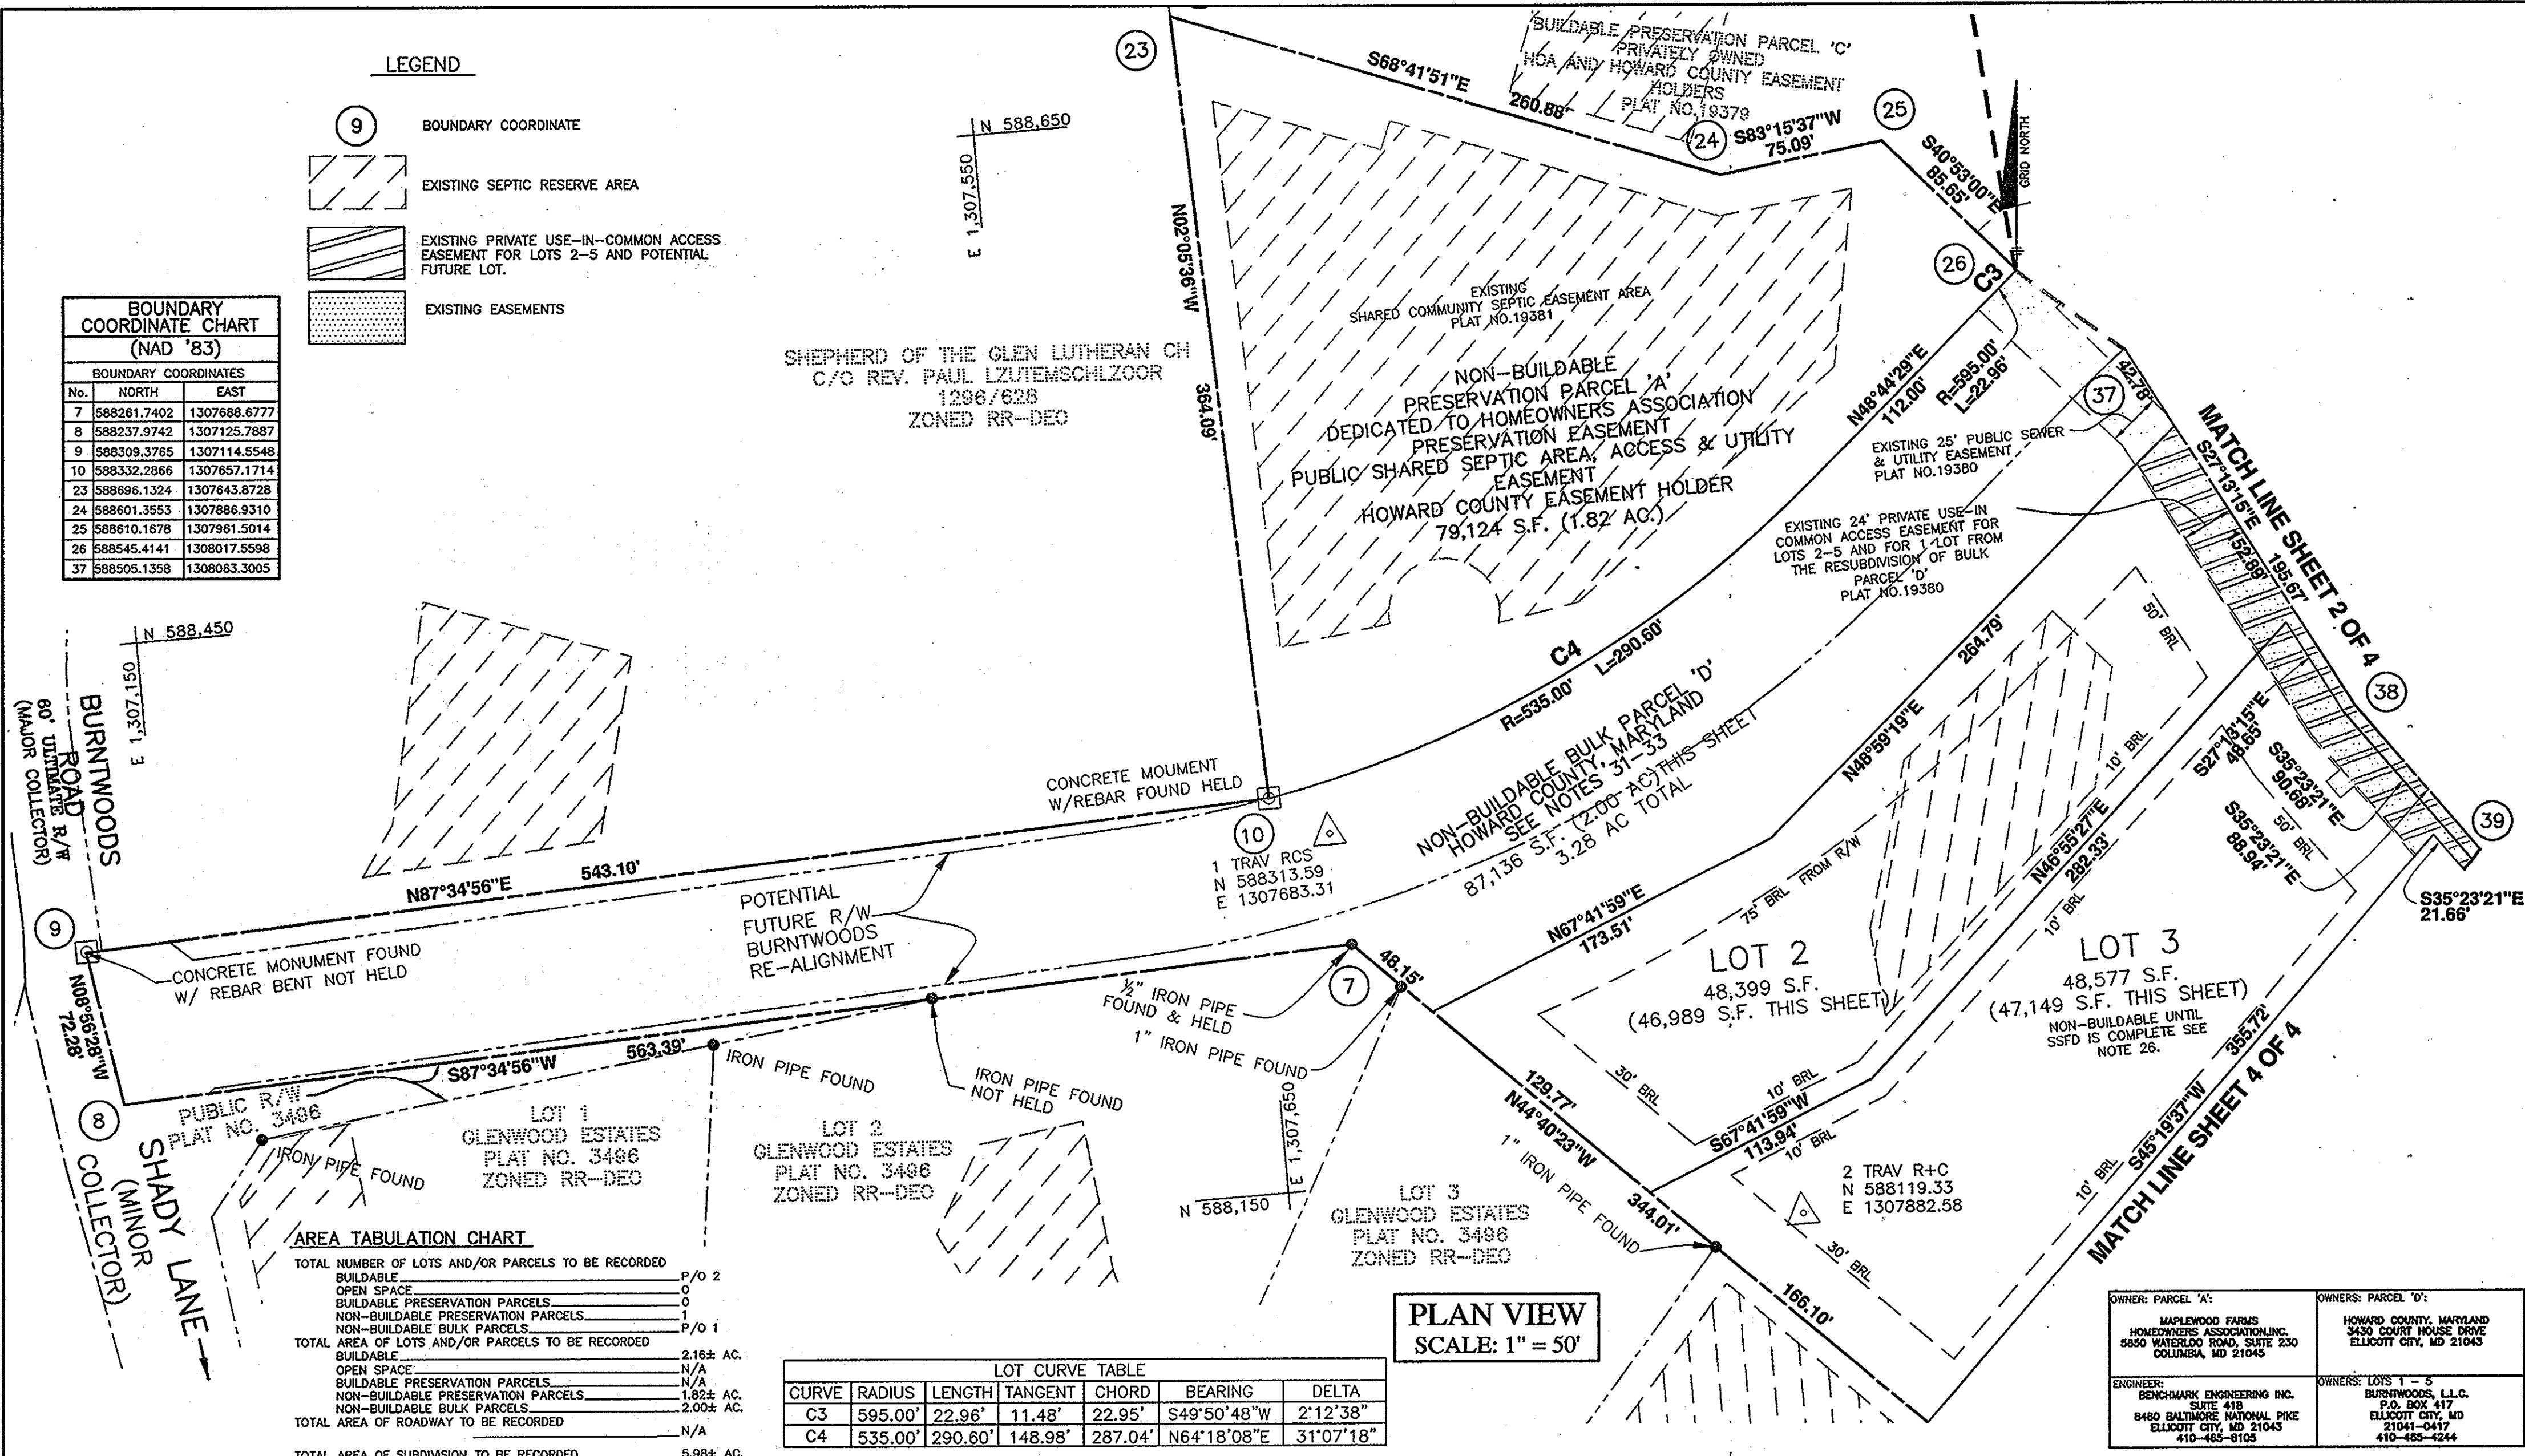 LEGEND
9
BOUNDARY COORDINATE
EXISTING SEPTIC RESERVE AREA
EXISTING PRIVATE USE-IN-COMMON ACCESS
EASEMENT FOR LOTS 2-5 AND POTENTIAL
FUTURE LOT.
EXISTING EASEMENTS
BOUNDARY
COORDINATE CHART
(NAD '83)
BOUNDARY COORDINATES
No. NORTH EAST
7 588261.7402 1307688.6777
8 588237.9742 1307125.7887
9 588309.3765 1307114.5548
10 588332.2866 1307657.1714
23 588696.1324 1307643.8728
24 588601.3553 1307886.9310
25 588610.1678 1307961.5014
26 588545.4141 1308017.5598
37 588505.1358 1308063.3005
N 588,650
E 1,307,550
23
S68°41'51"E
260.88'
BUILDABLE PRESERVATION PARCEL 'C'
PRIVATELY OWNED
HOA AND HOWARD COUNTY EASEMENT
HOLDERS
PLAT NO.19379
24
S83°15'37"W
75.09'
25
S40°53'00"E
85.65'
GRID NORTH
26
C3
N02°05'36"W
364.09'
EXISTING
SHARED COMMUNITY SEPTIC EASEMENT AREA
PLAT NO.19381
NON-BUILDABLE
PRESERVATION PARCEL 'A'
DEDICATED TO HOMEOWNERS ASSOCIATION
PRESERVATION EASEMENT
PUBLIC SHARED SEPTIC AREA, ACCESS & UTILITY
EASEMENT
HOWARD COUNTY EASEMENT HOLDER
79,124 S.F. (1.82 AC.)
SHEPHERD OF THE GLEN LUTHERAN CH
C/O REV. PAUL LZUTEMSCHLZOOR
1296/628
ZONED RR-DEO
N48°44'29"E
112.00'
R=595.00'
L=22.96'
37
42.78'
EXISTING 25' PUBLIC SEWER
& UTILITY EASEMENT
PLAT NO.19380
EXISTING 24' PRIVATE USE-IN
COMMON ACCESS EASEMENT FOR
LOTS 2-5 AND FOR 1 LOT FROM
THE RESUBDIVISION OF BULK
PARCEL 'D'
PLAT NO.19380
MATCH LINE SHEET 2 OF 4
S27°13'15"E
195.67'
152.89'
38
39
C4
R=535.00' L=290.60'
NON-BUILDABLE BULK PARCEL 'D'
HOWARD COUNTY, MARYLAND
SEE NOTES 31-33
87,136 S.F. (2.00 AC) THIS SHEET
3.28 AC TOTAL
N48°59'19"E
264.79'
50' BRL
10' BRL
N46°55'27"E
282.33'
10' BRL
S27°13'15"E
48.65'
S35°23'21"E
90.68'
50' BRL
S35°23'21"E
88.94'
S35°23'21"E
21.66'
N 588,450
E 1,307,150
BURNTWOODS
ROAD
60' ULTIMATE R/W
(MAJOR COLLECTOR)
CONCRETE MOUMENT
W/REBAR FOUND HELD
10
1 TRAV RCS
N 588313.59
E 1307683.31
N87°34'56"E
543.10'
POTENTIAL
FUTURE R/W
BURNTWOODS
RE-ALIGNMENT
9
CONCRETE MONUMENT FOUND
W/ REBAR BENT NOT HELD
N08°56'28"W
72.28'
8
S87°34'56"W
563.39'
PUBLIC R/W
PLAT NO. 3496
IRON PIPE FOUND
IRON PIPE FOUND
IRON PIPE FOUND
NOT HELD
½" IRON PIPE
FOUND & HELD
7
48.15'
1" IRON PIPE FOUND
N67°41'59"E
173.51'
75' BRL FROM R/W
LOT 2
48,399 S.F.
(46,989 S.F. THIS SHEET)
LOT 3
48,577 S.F.
(47,149 S.F. THIS SHEET)
NON-BUILDABLE UNTIL
SSFD IS COMPLETE SEE
NOTE 26.
30' BRL
10' BRL
S67°41'59"W
113.94'
10' BRL
129.77'
N44°40'23"W
344.01'
1" IRON PIPE FOUND
2 TRAV R+C
N 588119.33
E 1307882.58
30' BRL
166.10'
10' BRL
S45°19'37"W
355.72'
MATCH LINE SHEET 4 OF 4
SHADY LANE
(MINOR
COLLECTOR)
LOT 1
GLENWOOD ESTATES
PLAT NO. 3496
ZONED RR-DEO
LOT 2
GLENWOOD ESTATES
PLAT NO. 3496
ZONED RR-DEO
N 588,150
E 1,307,650
LOT 3
GLENWOOD ESTATES
PLAT NO. 3496
ZONED RR-DEO
AREA TABULATION CHART
TOTAL NUMBER OF LOTS AND/OR PARCELS TO BE RECORDED
BUILDABLE P/O 2
OPEN SPACE 0
BUILDABLE PRESERVATION PARCELS 0
NON-BUILDABLE PRESERVATION PARCELS 1
NON-BUILDABLE BULK PARCELS P/O 1
TOTAL AREA OF LOTS AND/OR PARCELS TO BE RECORDED
BUILDABLE 2.16± AC.
OPEN SPACE N/A
BUILDABLE PRESERVATION PARCELS N/A
NON-BUILDABLE PRESERVATION PARCELS 1.82± AC.
NON-BUILDABLE BULK PARCELS 2.00± AC.
TOTAL AREA OF ROADWAY TO BE RECORDED
N/A
TOTAL AREA OF SUBDIVISION TO BE RECORDED 5.98± AC.
PLAN VIEW
SCALE: 1" = 50'
LOT CURVE TABLE
CURVE RADIUS LENGTH TANGENT CHORD BEARING DELTA
C3 595.00' 22.96' 11.48' 22.95' S49°50'48"W 2°12'38"
C4 535.00' 290.60' 148.98' 287.04' N64°18'08"E 31°07'18"
OWNER: PARCEL 'A':
MAPLEWOOD FARMS
HOMEOWNERS ASSOCIATION,INC.
5850 WATERLOO ROAD, SUITE 230
COLUMBIA, MD 21045
OWNERS: PARCEL 'D':
HOWARD COUNTY, MARYLAND
3430 COURT HOUSE DRIVE
ELLICOTT CITY, MD 21043
ENGINEER:
BENCHMARK ENGINEERING INC.
SUITE 418
8480 BALTIMORE NATIONAL PIKE
ELLICOTT CITY, MD 21043
410-465-6105
OWNERS: LOTS 1 - 5
BURNTWOODS, L.L.C.
P.O. BOX 417
ELLICOTT CITY, MD
21041-0417
410-465-4244